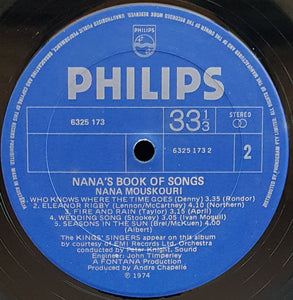 PHILIPS
PHILIPS
6325 173
33 1/3
STEREO
6325 173 2
2
NANA'S BOOK OF SONGS
NANA MOUSKOURI
1. WHO KNOWS WHERE THE TIME GOES (Denny) 3.35 (Rondor)
2. ELEANOR RIGBY (Lennon/McCartney) 4.10 (Northern)
3. FIRE AND RAIN (Taylor) 3.15 (April)
4. WEDDING SONG (Stookey) 3.05 (Ivan Mogull)
5. SEASONS IN THE SUN (Brel/McKuen) 4.00
(Albert)
The KINGS' SINGERS appear on this album
by courtesy of EMI Records Ltd. Orchestra
conducted by Peter Knight. Sound
Engineer: John Timperley
A FONTANA Production
Produced by Andre Chapelle
℗ 1974